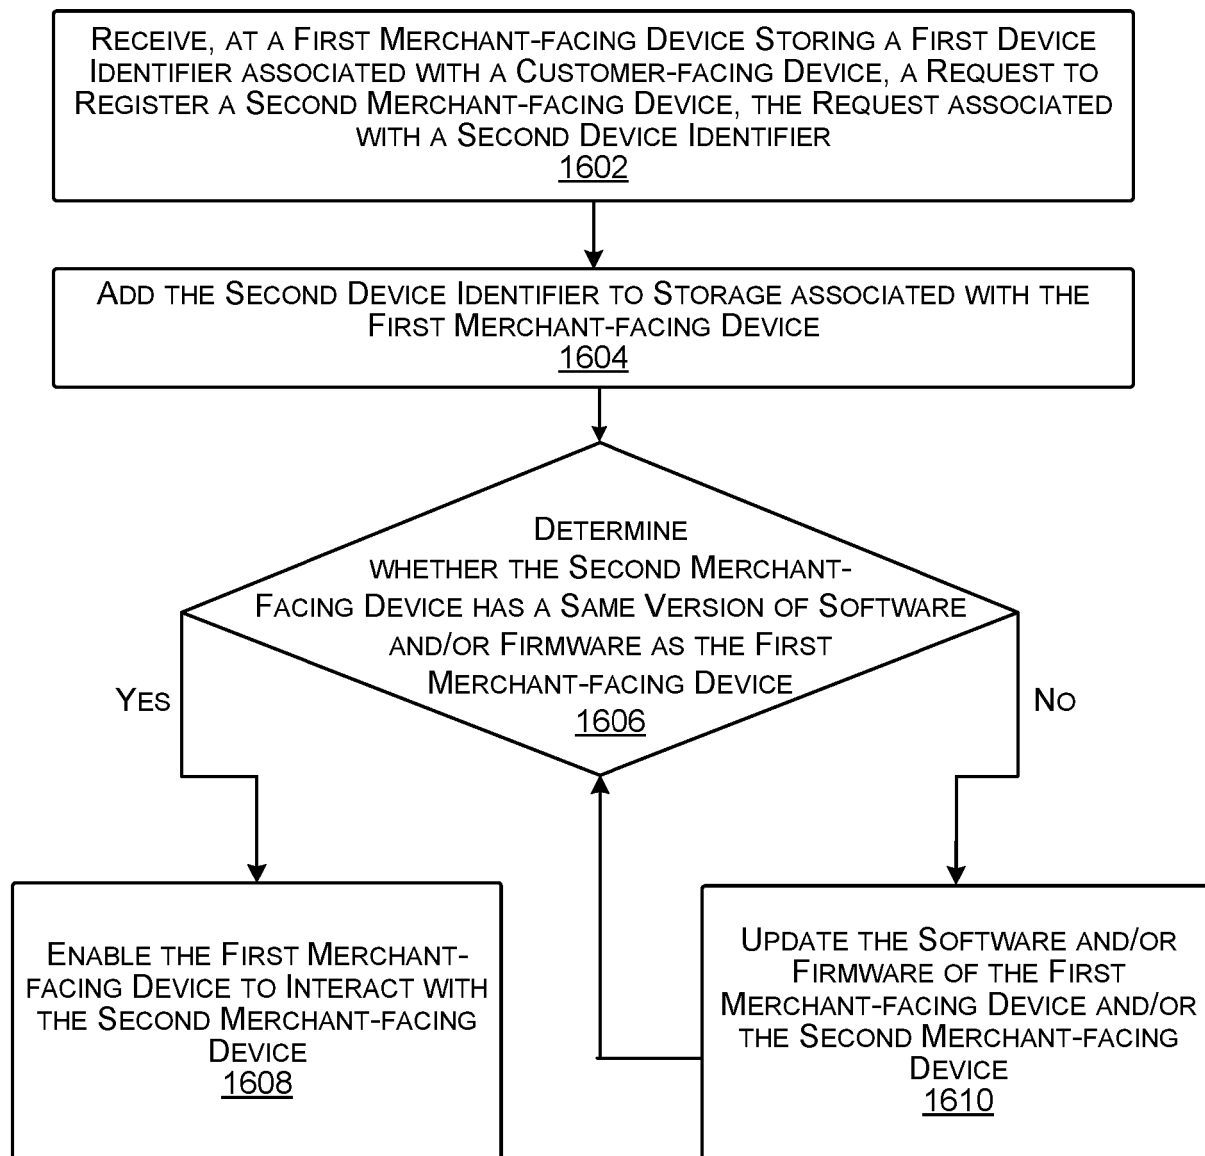 RECEIVE, AT A FIRST MERCHANT-FACING DEVICE STORING A FIRST DEVICE
IDENTIFIER ASSOCIATED WITH A CUSTOMER-FACING DEVICE, A REQUEST TO
REGISTER A SECOND MERCHANT-FACING DEVICE, THE REQUEST ASSOCIATED
WITH A SECOND DEVICE IDENTIFIER
1602
ADD THE SECOND DEVICE IDENTIFIER TO STORAGE ASSOCIATED WITH THE
FIRST MERCHANT-FACING DEVICE
1604
DETERMINE
WHETHER THE SECOND MERCHANT-
FACING DEVICE HAS A SAME VERSION OF SOFTWARE
AND/OR FIRMWARE AS THE FIRST
MERCHANT-FACING DEVICE
1606
YES
NO
ENABLE THE FIRST MERCHANT-
FACING DEVICE TO INTERACT WITH
THE SECOND MERCHANT-FACING
DEVICE
1608
UPDATE THE SOFTWARE AND/OR
FIRMWARE OF THE FIRST
MERCHANT-FACING DEVICE AND/OR
THE SECOND MERCHANT-FACING
DEVICE
1610